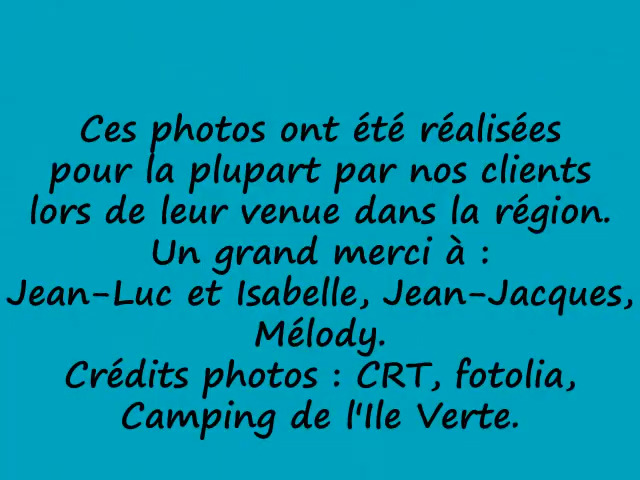 Ces photos ont été réalisées
pour la plupart par nos clients
lors de leur venue dans la région.
Un grand merci à :
Jean-Luc et Isabelle, Jean-Jacques,
Mélody.
Crédits photos : CRT, fotolia,
Camping de l'Ile Verte.